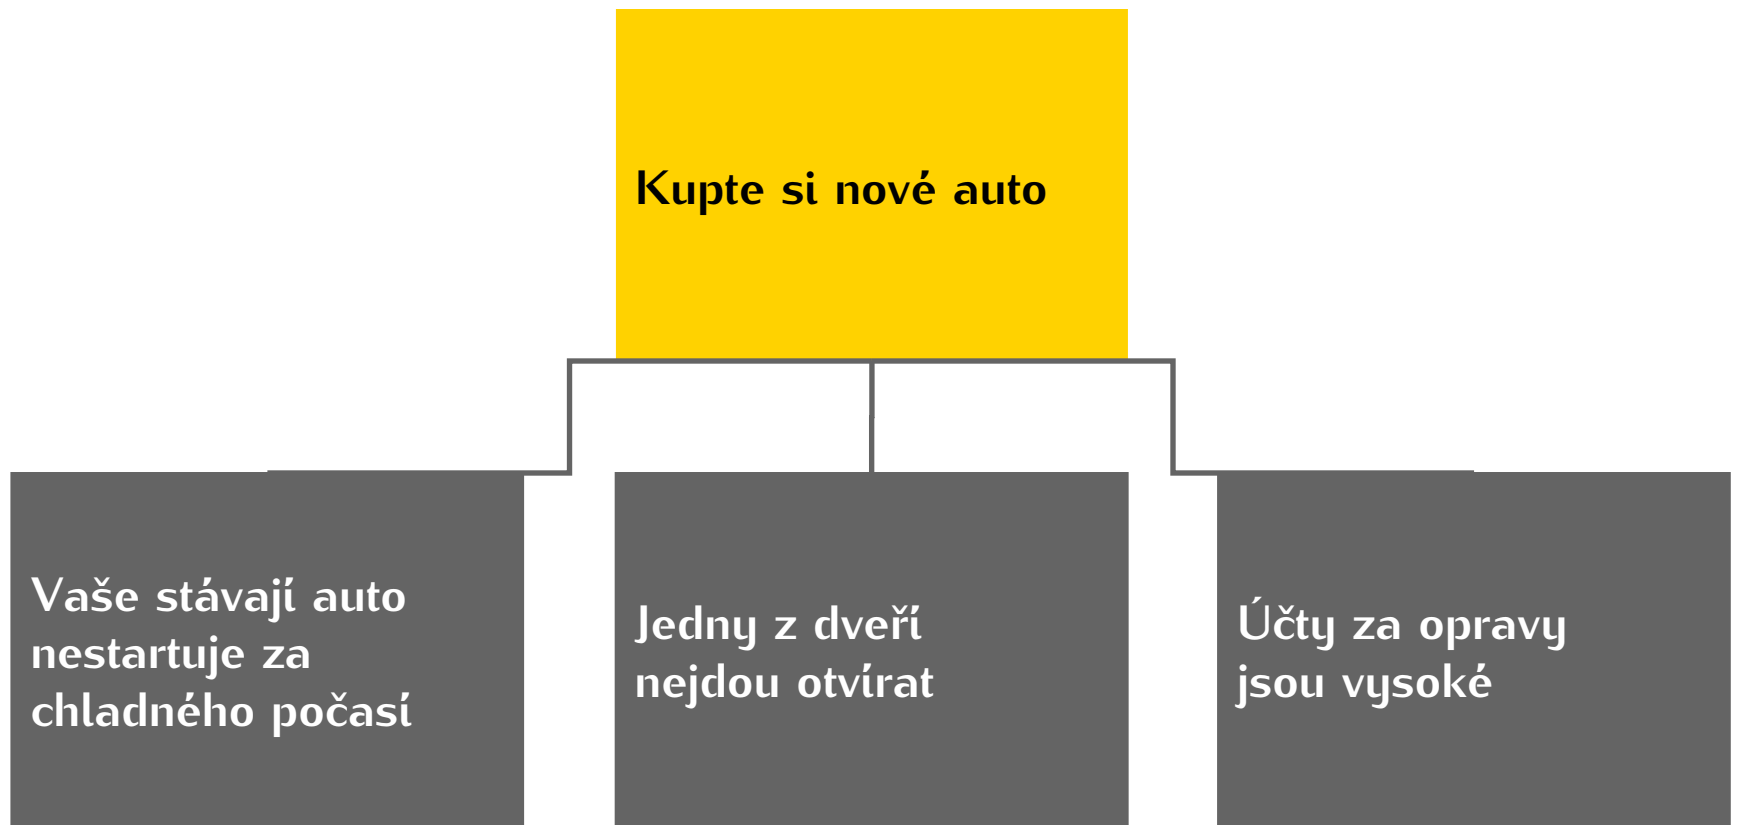 Kupte si nové auto
Vaše stávají auto
nestartuje za
chladného počasí
Jedny z dveří
nejdou otvírat
Účty za opravy
jsou vysoké